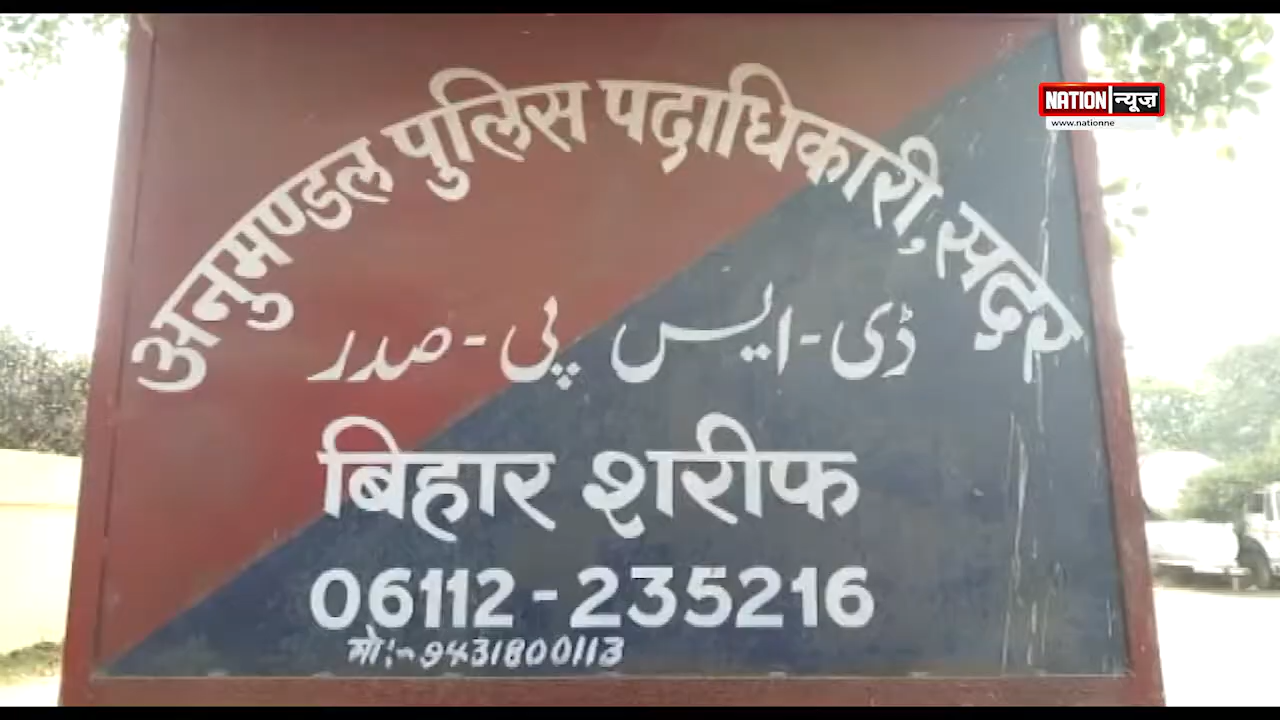 NATION न्यूज़
www.nationne
अनुमण्डल पुलिस पदाधिकारी, सदर
ڈی-ایس پی-صدر
बिहार शरीफ
06112-235216
मो:-9431800113